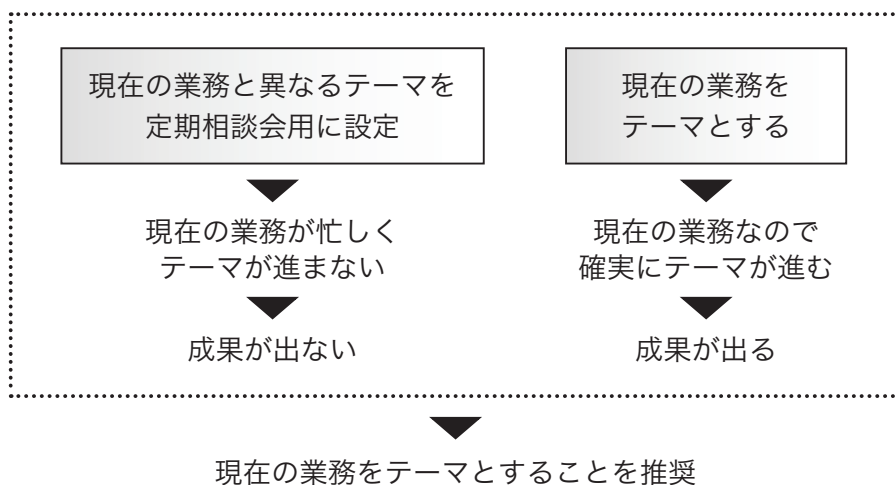 現在の業務と異なるテーマを
定期相談会用に設定
現在の業務が忙しく
テーマが進まない
成果が出ない
現在の業務を
テーマとする
現在の業務なので
確実にテーマが進む
成果が出る
現在の業務をテーマとすることを推奨